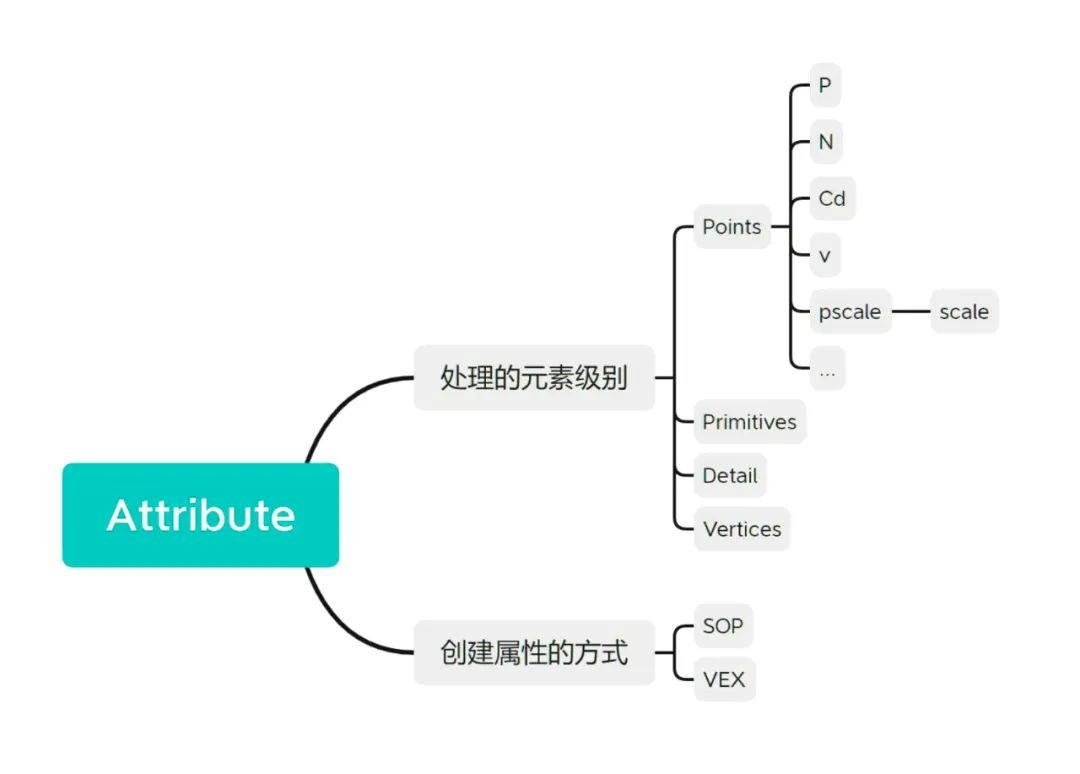 Attribute
处理的元素级别
Points
P
N
Cd
v
pscale
scale
...
Primitives
Detail
Vertices
创建属性的方式
SOP
VEX